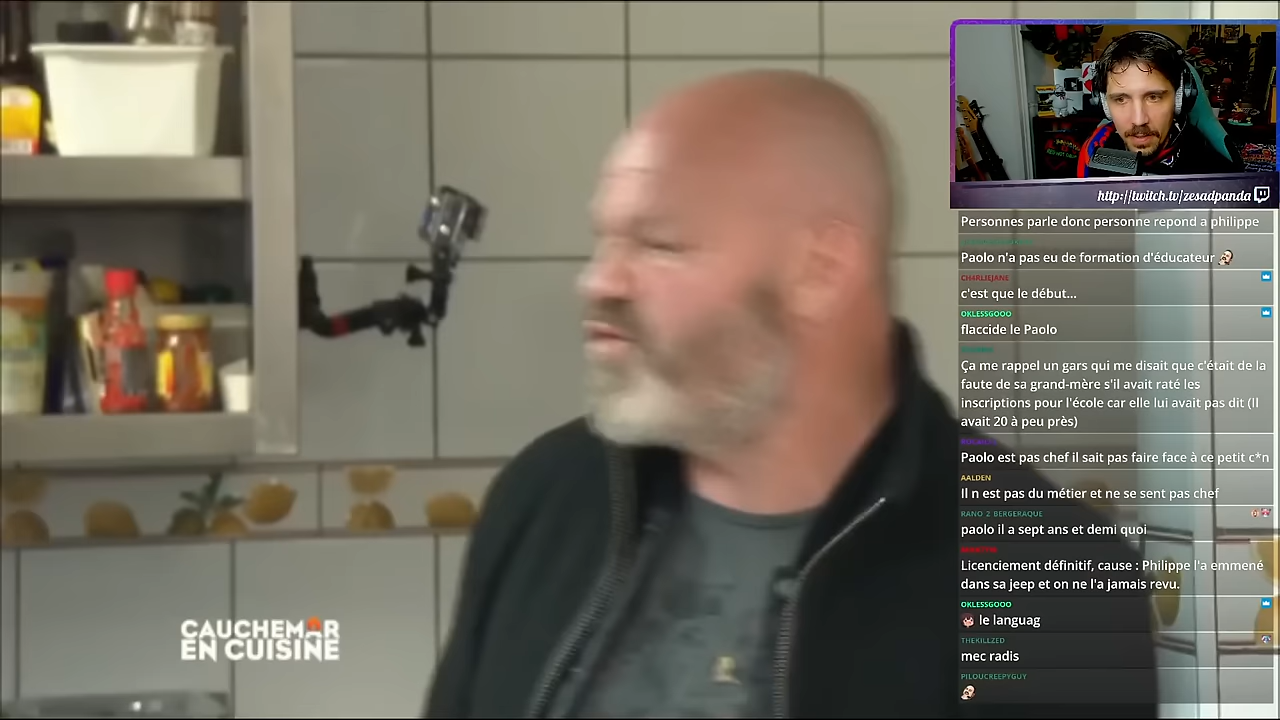 http://twitch.tv/zesadpanda
Personnes parle donc personne repond a philippe
Paolo n'a pas eu de formation d'éducateur
CH4RLIEJANE
c'est que le début...
OKLESSGOOO
flaccide le Paolo
Ça me rappel un gars qui me disait que c'était de la
faute de sa grand-mère s'il avait raté les
inscriptions pour l'école car elle lui avait pas dit (Il
avait 20 à peu près)
Paolo est pas chef il sait pas faire face à ce petit c*n
AALDEN
Il n est pas du métier et ne se sent pas chef
RANO_2_BERGERAQUE
paolo il a sept ans et demi quoi
Licenciement définitif, cause : Philippe l'a emmené
dans sa jeep et on ne l'a jamais revu.
OKLESSGOOO
le languag
THEKILLZED
mec radis
PILOUCREEPYGUY
CAUCHEMAR
EN CUISINE